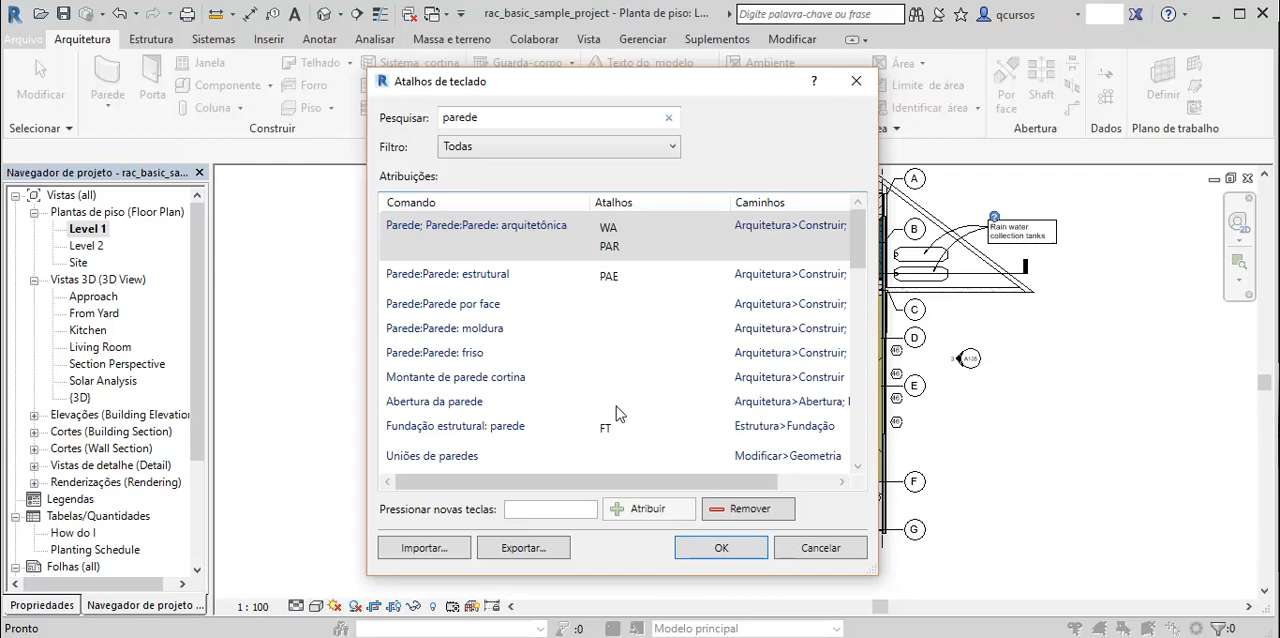 rac_basic_sample_project - Planta de piso: L...
Digite palavra-chave ou frase
qcursos
Arquivo
Arquitetura
Estrutura
Sistemas
Inserir
Anotar
Analisar
Massa e terreno
Colaborar
Vista
Gerenciar
Suplementos
Modificar
Modificar
Parede
Porta
Janela
Componente
Coluna
Telhado
Forro
Piso
Sistema cortina
Guarda-corpo
Texto do modelo
Ambiente
Área
Limite de área
Identificar área
Por
face
Shaft
Definir
Selecionar
Construir
Abertura
Dados
Plano de trabalho
Navegador de projeto - rac_basic_sa...
Vistas (all)
Plantas de piso (Floor Plan)
Level 1
Level 2
Site
Vistas 3D (3D View)
Approach
From Yard
Kitchen
Living Room
Section Perspective
Solar Analysis
{3D}
Elevações (Building Elevation
Cortes (Building Section)
Cortes (Wall Section)
Vistas de detalhe (Detail)
Renderizações (Rendering)
Legendas
Tabelas/Quantidades
How do I
Planting Schedule
Folhas (all)
Propriedades
Navegador de projeto ...
Atalhos de teclado
Pesquisar: parede
Filtro: Todas
Atribuições:
Comando Atalhos Caminhos
Parede; Parede:Parede: arquitetônica WA Arquitetura>Construir;
PAR
Parede:Parede: estrutural PAE Arquitetura>Construir;
Parede:Parede por face Arquitetura>Construir;
Parede:Parede: moldura Arquitetura>Construir;
Parede:Parede: friso Arquitetura>Construir;
Montante de parede cortina Arquitetura>Construir
Abertura da parede Arquitetura>Abertura;
Fundação estrutural: parede FT Estrutura>Fundação
Uniões de paredes Modificar>Geometria
Pressionar novas teclas: Atribuir Remover
Importar... Exportar... OK Cancelar
A
B
Rain water
collection tanks
C
D
E
F
G
2D
1 : 100
Pronto
:0
Modelo principal
:0